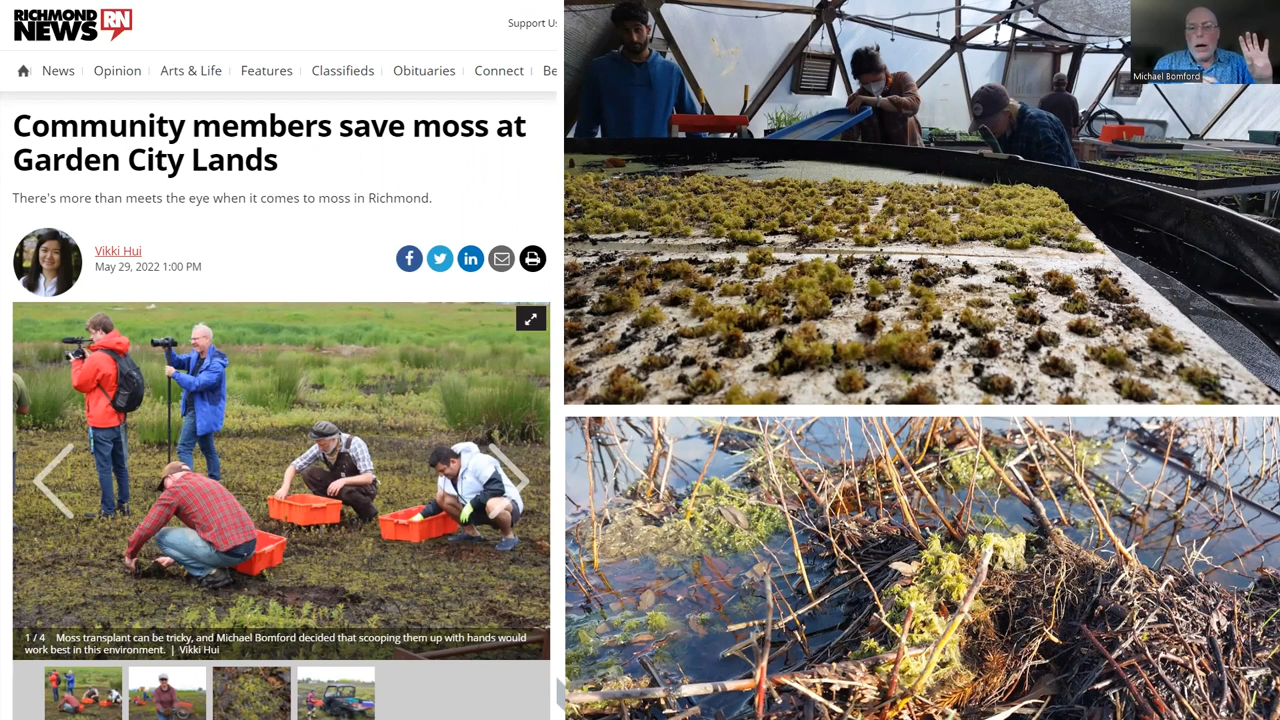 RICHMOND
NEWS RN
Support Us
News Opinion Arts & Life Features Classifieds Obituaries Connect Be
Community members save moss at
Garden City Lands
There's more than meets the eye when it comes to moss in Richmond.
Vikki Hui
May 29, 2022 1:00 PM
1 / 4 Moss transplant can be tricky, and Michael Bomford decided that scooping them up with hands would
work best in this environment. | Vikki Hui
Michael Bomford